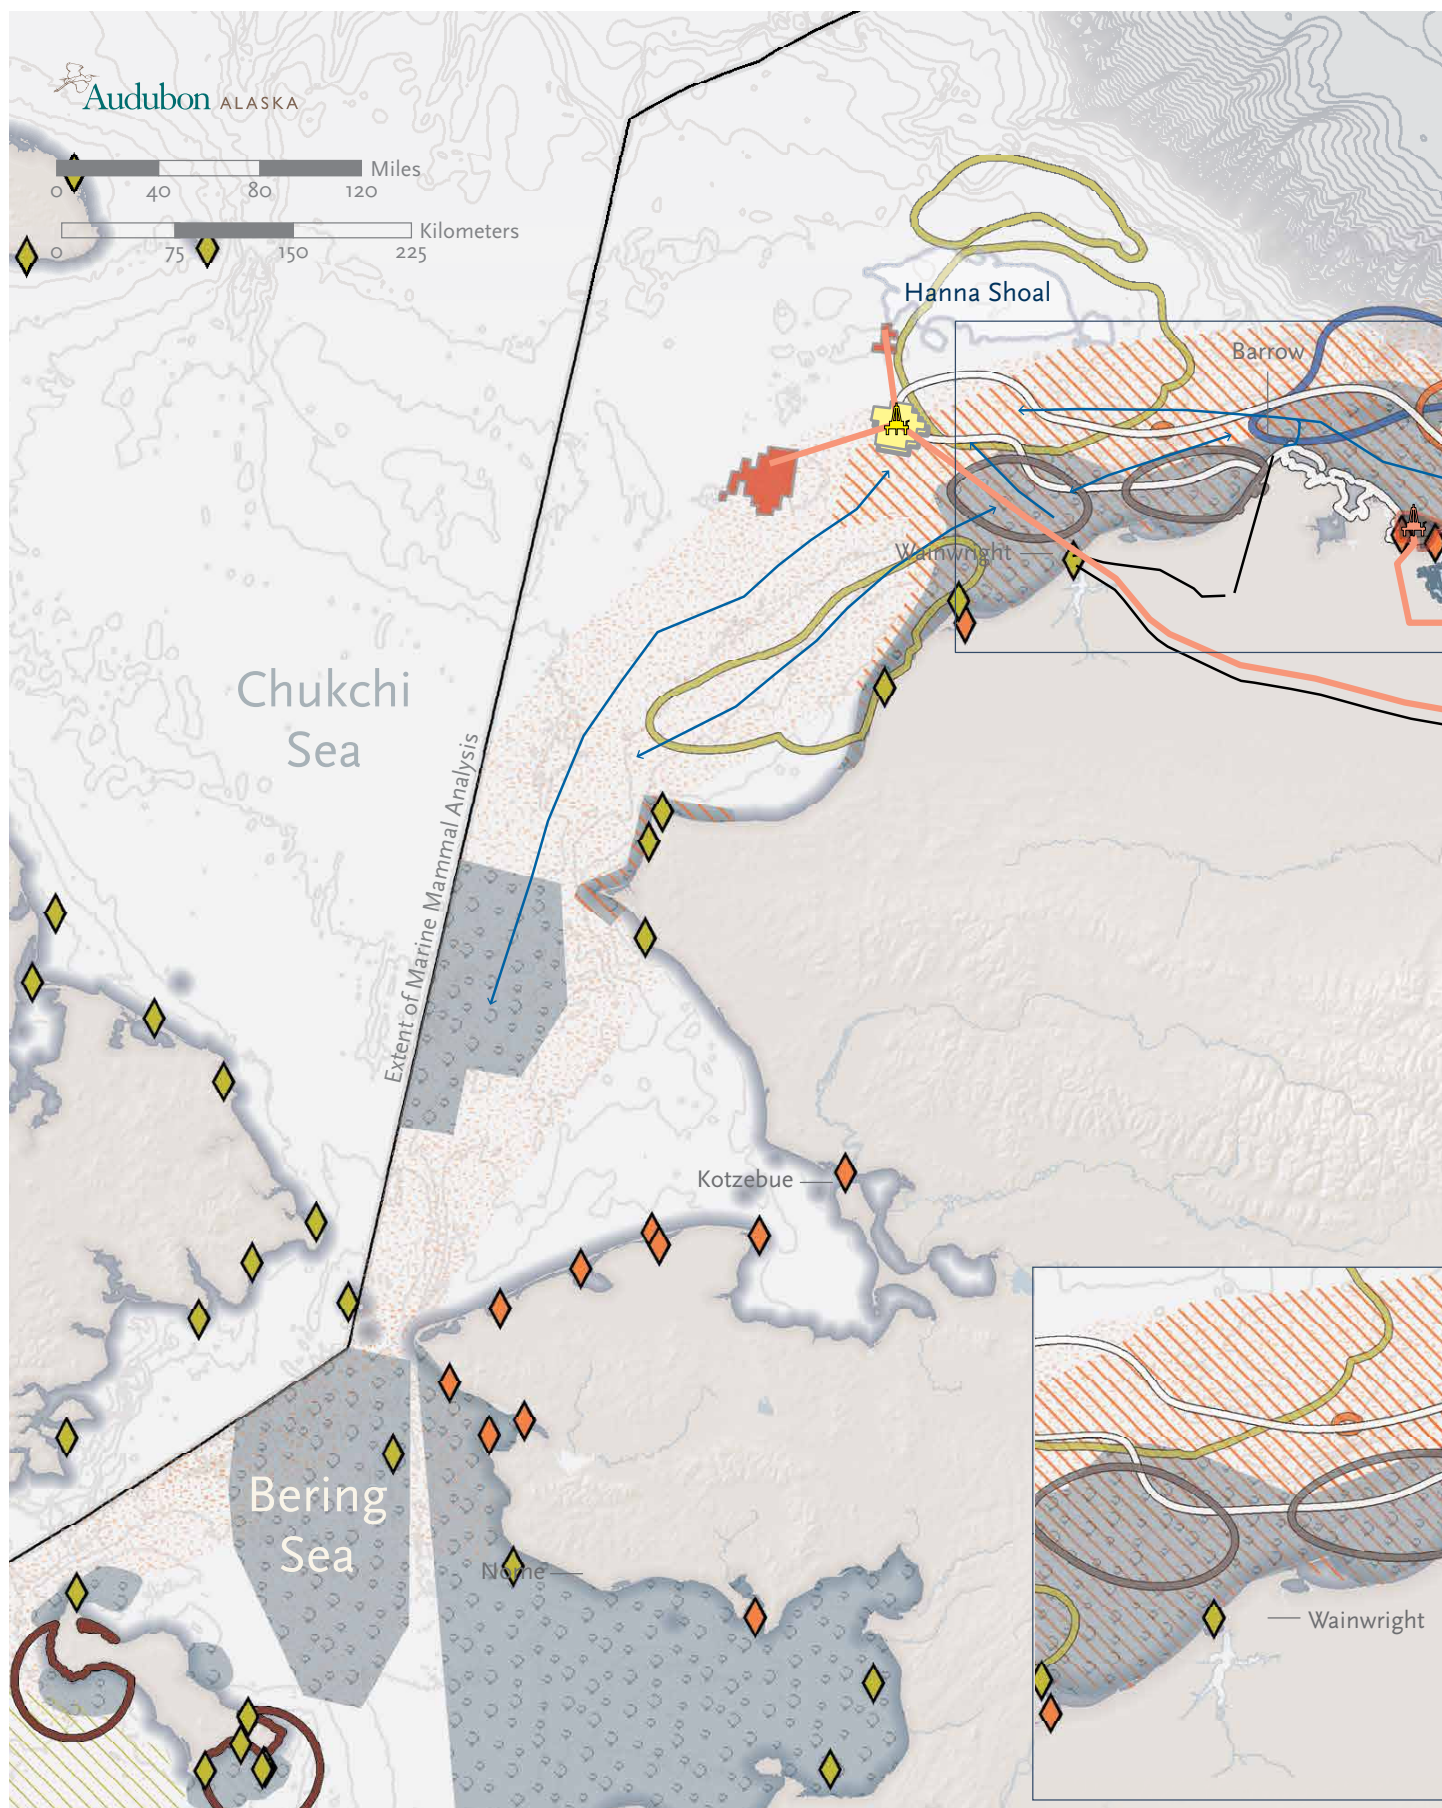 Audubon ALASKA
Miles
0 40 80 120
Kilometers
0 75 150 225
Hanna Shoal
Barrow
Wainwright
Chukchi
Sea
Extent of Marine Mammal Analysis
Kotzebue
Bering
Sea
Nome
Wainwright